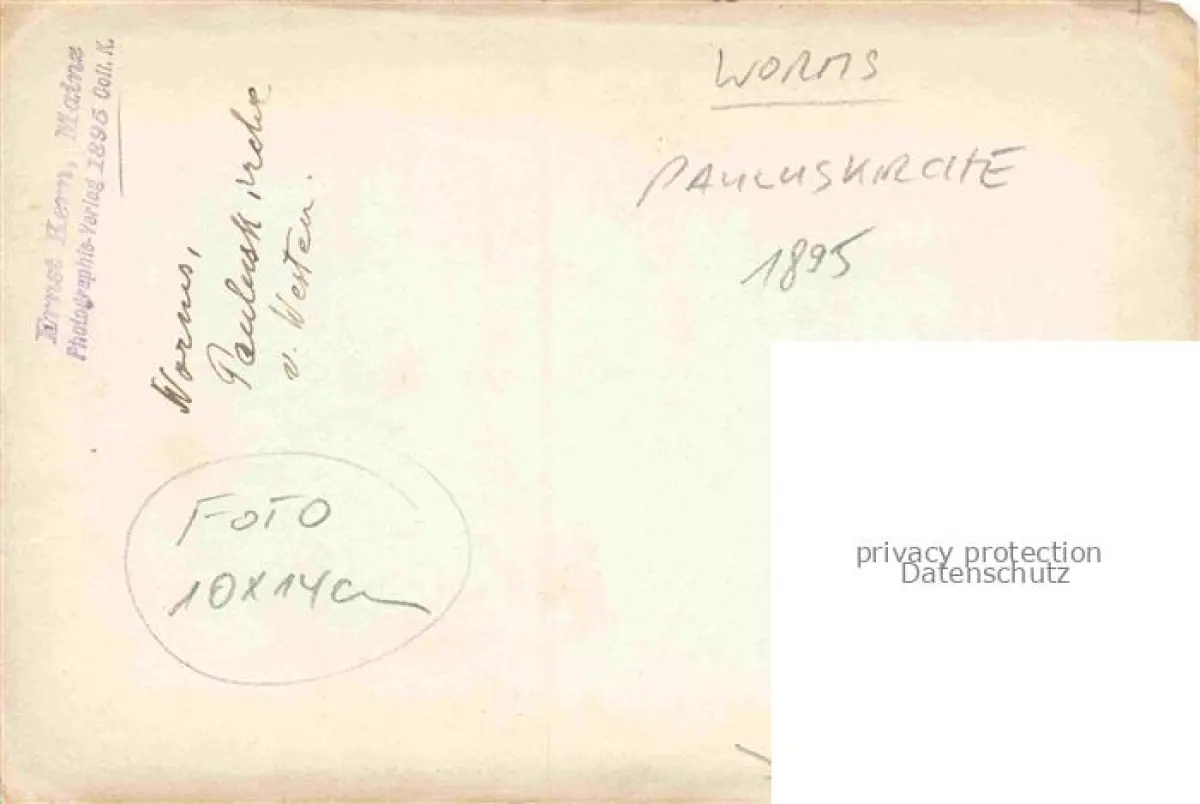 Ernst Kern, Mainz
Photographie-Verlag 1895 Coll. K.
Worms,
Pauluskirche
v. Westen.
WORMS
PAULUSKIRCHE
1895
FOTO
10X14cm
privacy protection
Datenschutz